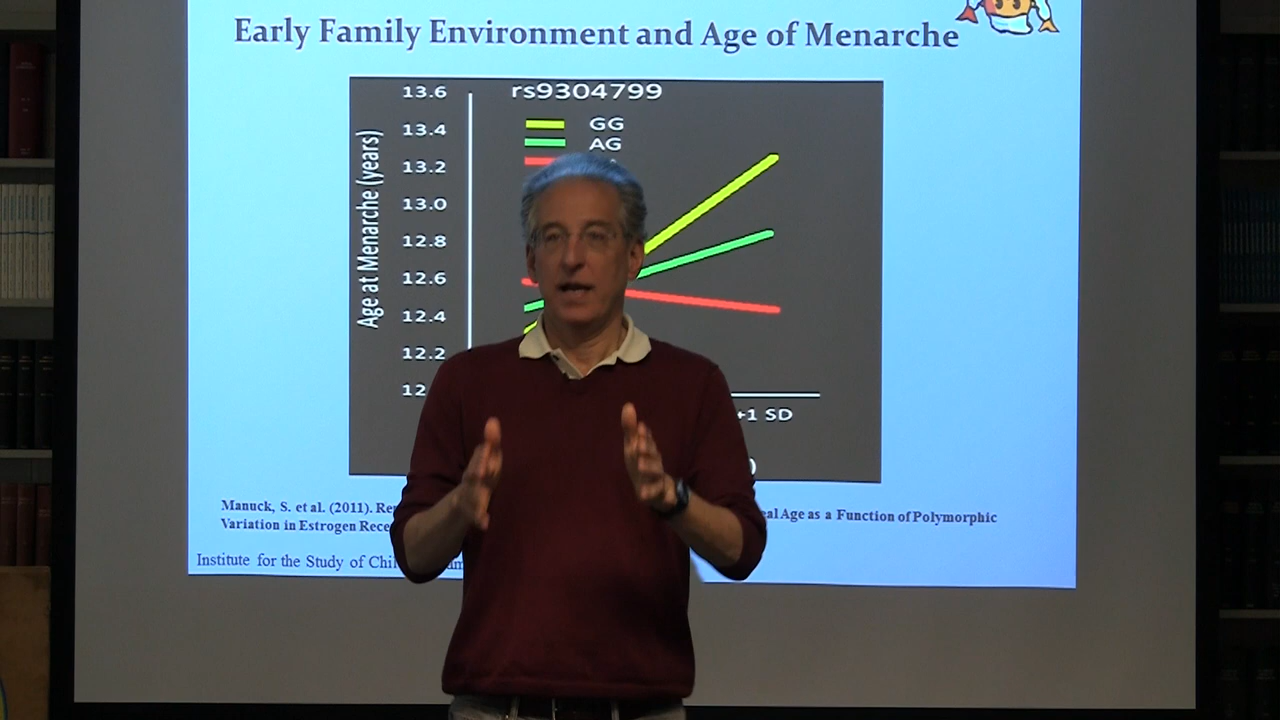 Early Family Environment and Age of Menarche
rs9304799
GG
AG
Age at Menarche (years)
13.6
13.4
13.2
13.0
12.8
12.6
12.4
12.2
12
+1 SD
Manuck, S. et al. (2011). Re eal Age as a Function of Polymorphic
Variation in Estrogen Rece
Institute for the Study of Chi